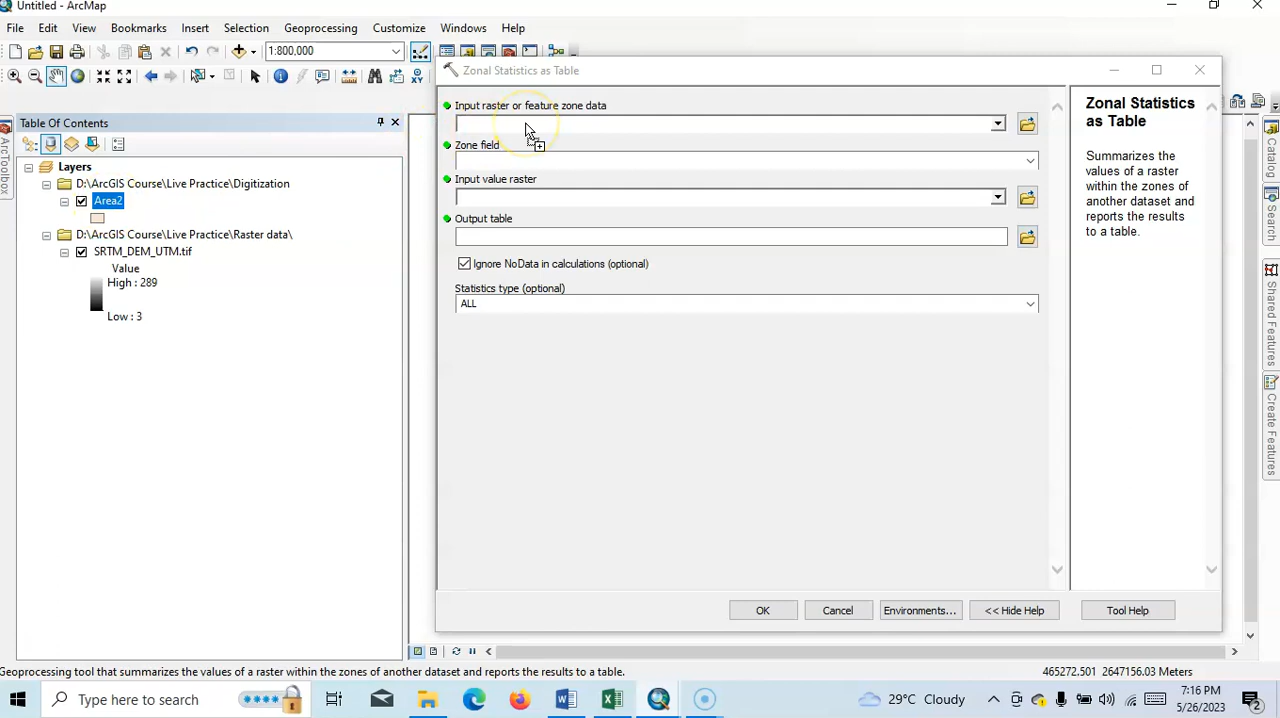 Untitled - ArcMap
File Edit View Bookmarks Insert Selection Geoprocessing Customize Windows Help
1:800,000
Table Of Contents
Layers
D:\ArcGIS Course\Live Practice\Digitization
Area2
D:\ArcGIS Course\Live Practice\Raster data\
SRTM_DEM_UTM.tif
Value
High : 289
Low : 3
ArcToolbox
Zonal Statistics as Table
Input raster or feature zone data
Zone field
Input value raster
Output table
Ignore NoData in calculations (optional)
Statistics type (optional)
ALL
OK Cancel Environments... << Hide Help Tool Help
Zonal Statistics
as Table
Summarizes the
values of a raster
within the zones of
another dataset and
reports the results
to a table.
Catalog
Search
Create Features
Geoprocessing tool that summarizes the values of a raster within the zones of another dataset and reports the results to a table.
465272.501 2647156.03 Meters
Type here to search
29°C Cloudy
7:16 PM
5/26/2023
2